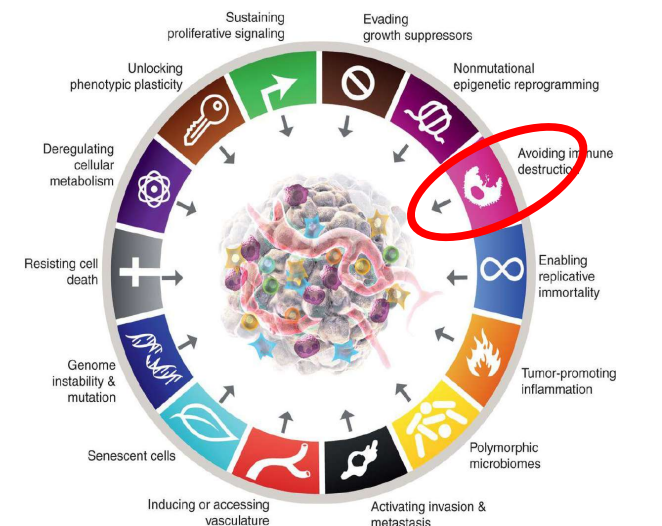 Sustaining
proliferative signaling
Evading
growth suppressors
Unlocking
phenotypic plasticity
Nonmutational
epigenetic reprogramming
Deregulating
cellular
metabolism
Avoiding immune
destruction
Resisting cell
death
Enabling
replicative
immortality
Genome
instability &
mutation
Tumor-promoting
inflammation
Senescent cells
Polymorphic
microbiomes
Inducing or accessing
vasculature
Activating invasion &
metastasis